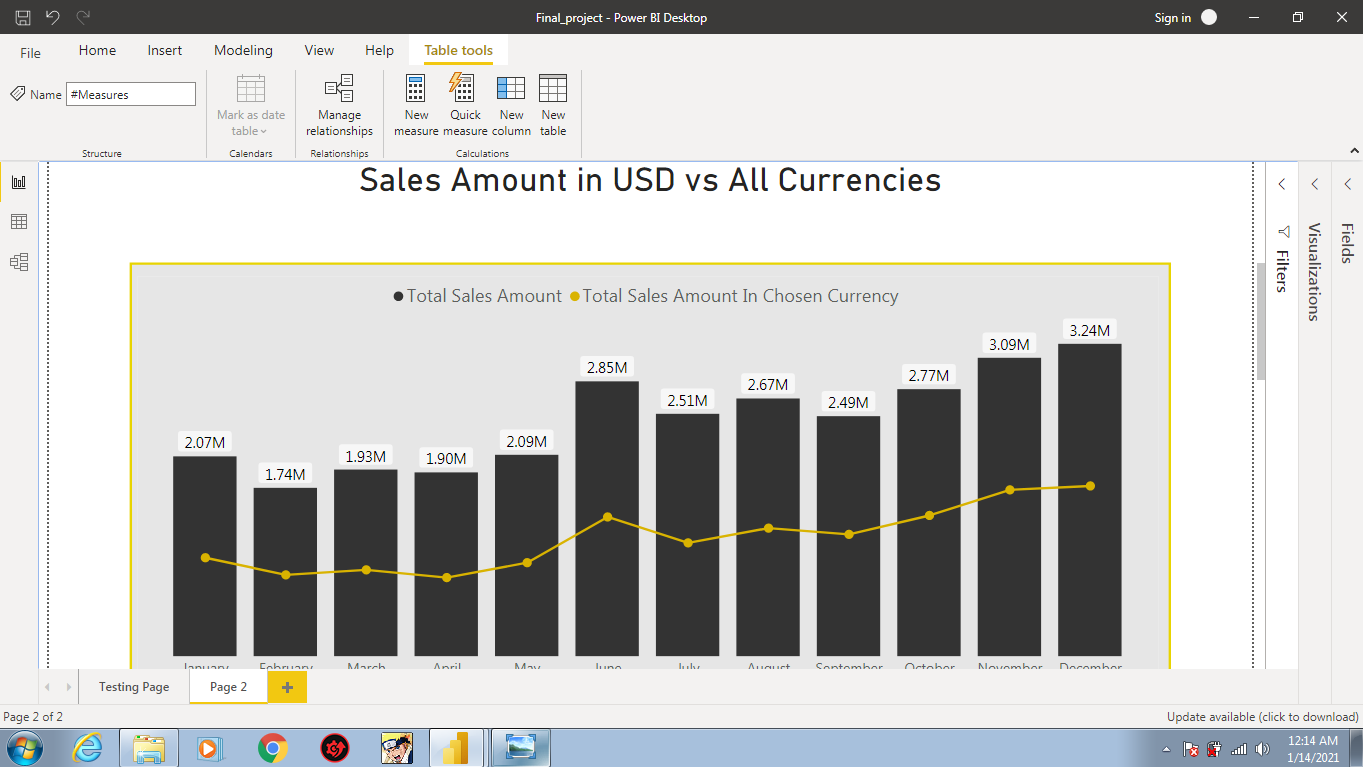 Final_project - Power BI Desktop
Sign in
File
Home
Insert
Modeling
View
Help
Table tools
Name
#Measures
Mark as date
table
Manage
relationships
New
measure
Quick
measure
New
column
New
table
Structure
Calendars
Relationships
Calculations
Sales Amount in USD vs All Currencies
Total Sales Amount
Total Sales Amount In Chosen Currency
2.07M
1.74M
1.93M
1.90M
2.09M
2.85M
2.51M
2.67M
2.49M
2.77M
3.09M
3.24M
January
February
March
April
May
June
July
August
September
October
November
December
Filters
Visualizations
Fields
Testing Page
Page 2
Page 2 of 2
Update available (click to download)
12:14 AM
1/14/2021